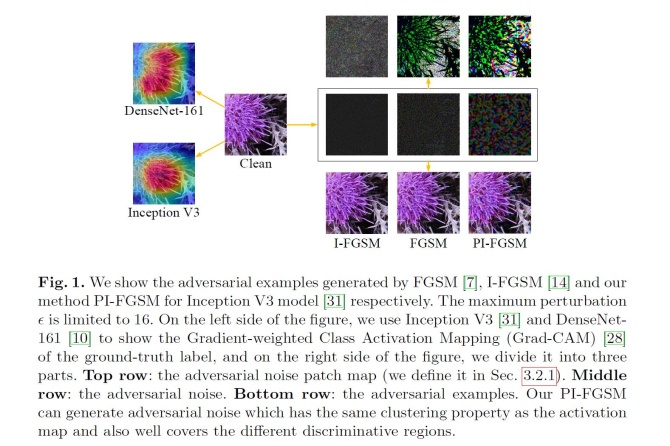 DenseNet-161
Clean
Inception V3
I-FGSM FGSM PI-FGSM
Fig. 1. We show the adversarial examples generated by FGSM [7], I-FGSM [14] and our
method PI-FGSM for Inception V3 model [31] respectively. The maximum perturbation
ϵ is limited to 16. On the left side of the figure, we use Inception V3 [31] and DenseNet-
161 [10] to show the Gradient-weighted Class Activation Mapping (Grad-CAM) [28]
of the ground-truth label, and on the right side of the figure, we divide it into three
parts. Top row: the adversarial noise patch map (we define it in Sec. 3.2.1). Middle
row: the adversarial noise. Bottom row: the adversarial examples. Our PI-FGSM
can generate adversarial noise which has the same clustering property as the activation
map and also well covers the different discriminative regions.